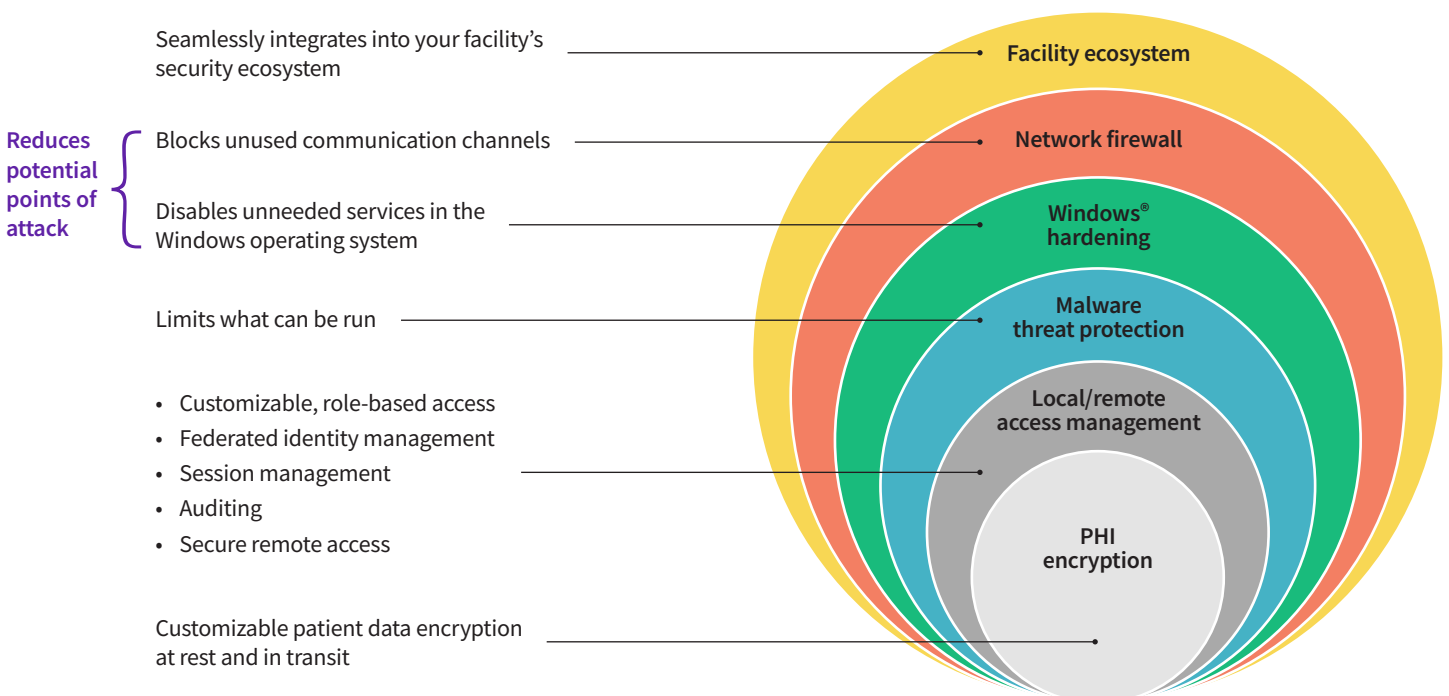 Seamlessly integrates into your facility’s
security ecosystem
Facility ecosystem
Reduces
potential
points of
attack
Blocks unused communication channels
Network firewall
Disables unneeded services in the
Windows operating system
Windows®
hardening
Limits what can be run
Malware
threat protection
• Customizable, role-based access
• Federated identity management
• Session management
• Auditing
• Secure remote access
Local/remote
access management
Customizable patient data encryption
at rest and in transit
PHI
encryption